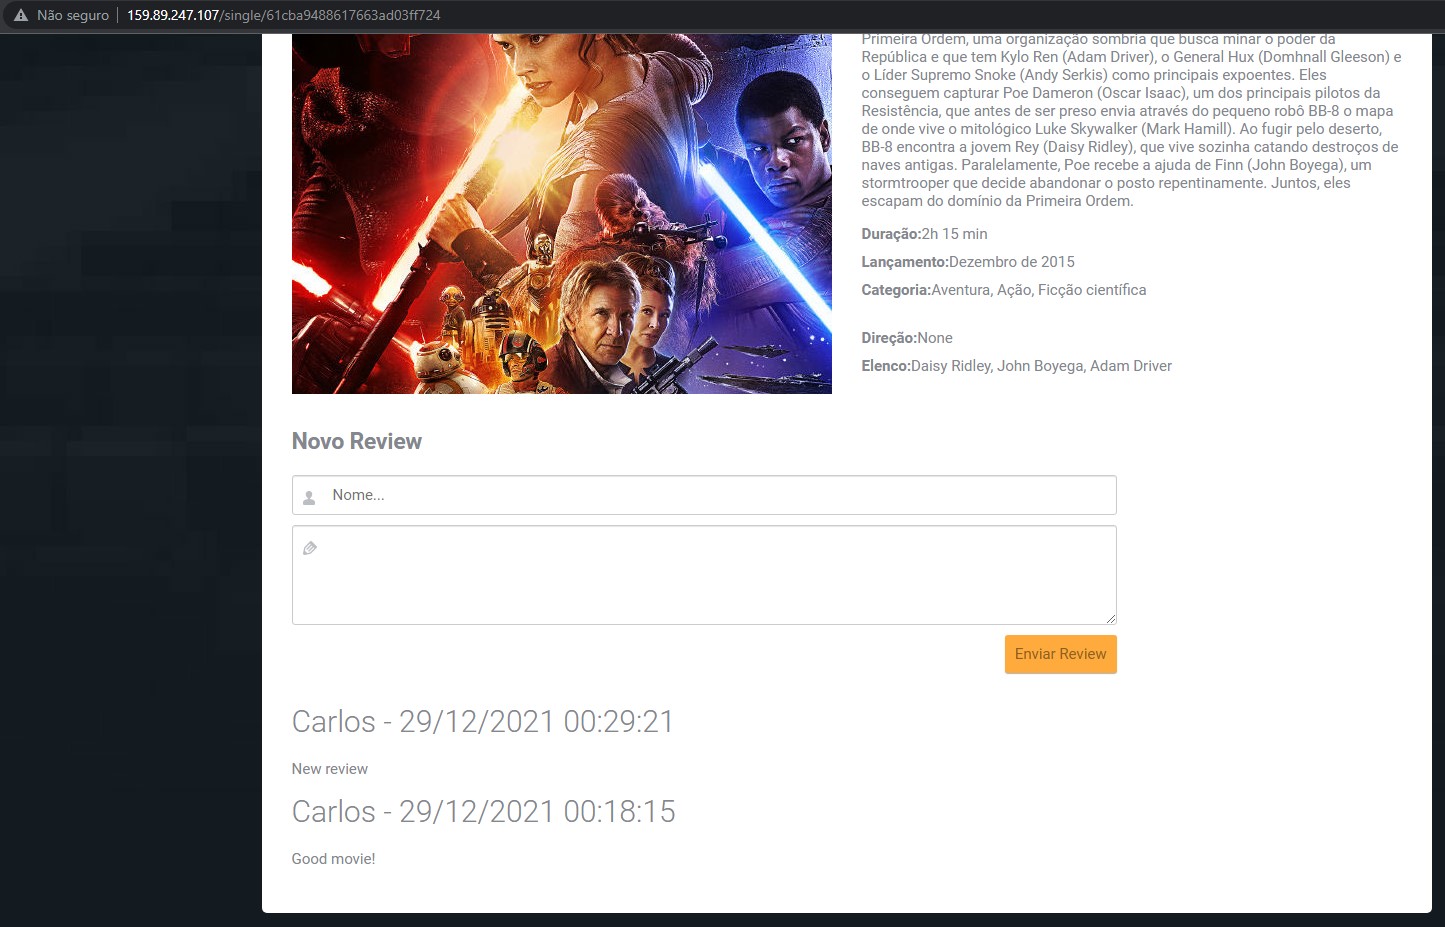 Não seguro
159.89.247.107/single/61cba9488617663ad03ff724
Primeira Ordem, uma organização sombria que busca minar o poder da
República e que tem Kylo Ren (Adam Driver), o General Hux (Domhnall Gleeson) e
o Líder Supremo Snoke (Andy Serkis) como principais expoentes. Eles
conseguem capturar Poe Dameron (Oscar Isaac), um dos principais pilotos da
Resistência, que antes de ser preso envia através do pequeno robô BB-8 o mapa
de onde vive o mitológico Luke Skywalker (Mark Hamill). Ao fugir pelo deserto,
BB-8 encontra a jovem Rey (Daisy Ridley), que vive sozinha catando destroços de
naves antigas. Paralelamente, Poe recebe a ajuda de Finn (John Boyega), um
stormtrooper que decide abandonar o posto repentinamente. Juntos, eles
escapam do domínio da Primeira Ordem.
Duração:2h 15 min
Lançamento:Dezembro de 2015
Categoria:Aventura, Ação, Ficção científica
Direção:None
Elenco:Daisy Ridley, John Boyega, Adam Driver
Novo Review
Nome...
Enviar Review
Carlos - 29/12/2021 00:29:21
New review
Carlos - 29/12/2021 00:18:15
Good movie!